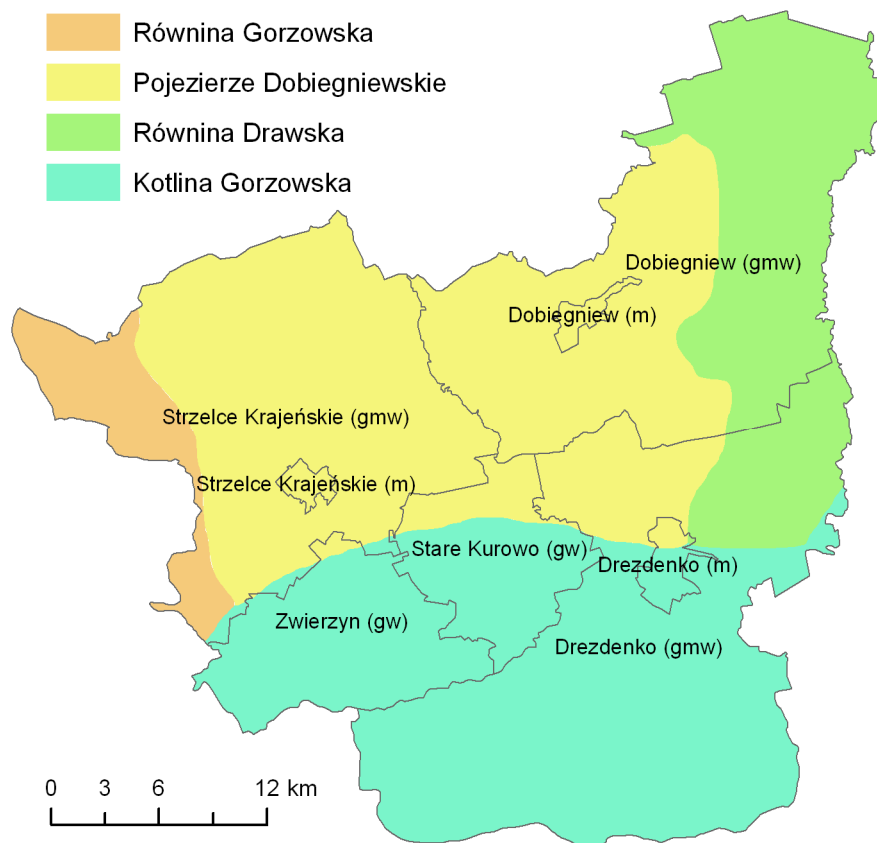 Równina Gorzowska
Pojezierze Dobiegniewskie
Równina Drawska
Kotlina Gorzowska
Dobiegniew (gmw)
Dobiegniew (m)
Strzelce Krajeńskie (gmw)
Strzelce Krajeńskie (m)
Stare Kurowo (gw)
Drezdenko (m)
Zwierzyn (gw)
Drezdenko (gmw)
0 3 6 12 km